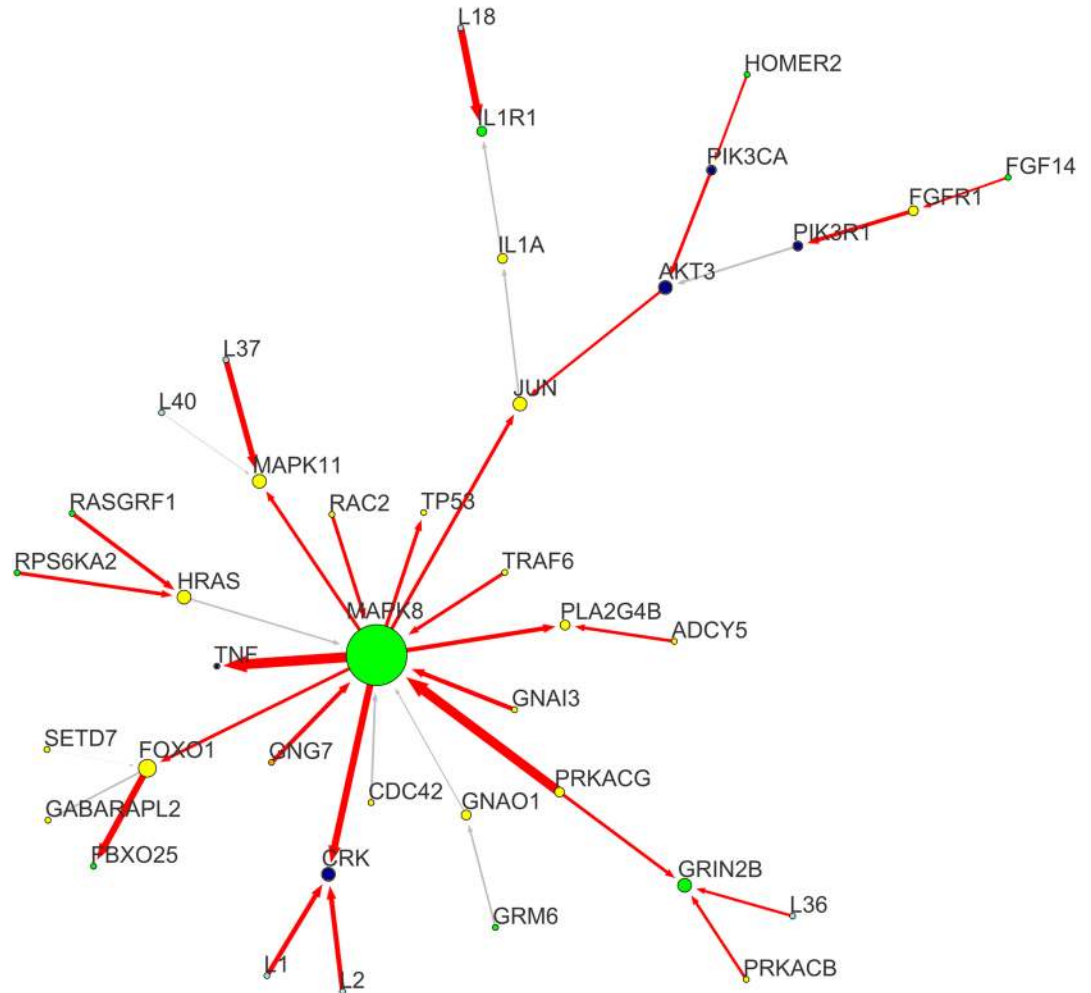 L18
HOMER2
IL1R1
PIK3CA
FGF14
FGFR1
PIK3R1
IL1A
AKT3
L37
JUN
L40
MAPK11
RASGRF1
RAC2
TP53
RPS6KA2
HRAS
TRAF6
MAPK8
PLA2G4B
ADCY5
TNF
GNAI3
SETD7
FOXO1
GNG7
CDC42
GNAO1
PRKACG
GABARAPL2
FBXO25
CRK
GRIN2B
L36
GRM6
L1
L2
PRKACB